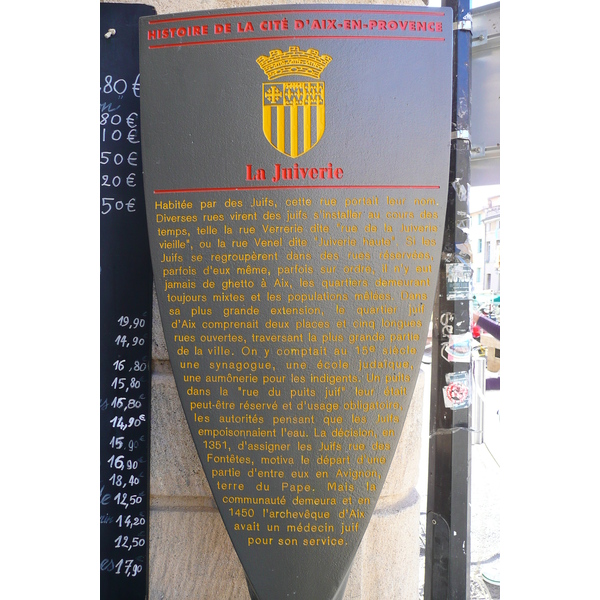 HISTOIRE DE LA CITÉ D'AIX-EN-PROVENCE
La Juiverie
Habitée par des Juifs, cette rue portait leur nom.
Diverses rues virent des juifs s'installer au cours des
temps, telle la rue Verrerie dite "rue de la Juiverie
vieille", ou la rue Venel dite "Juiverie haute". Si les
Juifs se regroupèrent dans des rues réservées,
parfois d'eux même, parfois sur ordre, il n'y eut
jamais de ghetto à Aix, les quartiers demeurant
toujours mixtes et les populations mêlées. Dans
sa plus grande extension, le quartier juif
d'Aix comprenait deux places et cinq longues
rues ouvertes, traversant la plus grande partie
de la ville. On y comptait au 15e siècle
une synagogue, une école judaïque,
une aumônerie pour les indigents. Un puits
dans la "rue du puits juif" leur était
peut-être réservé et d'usage obligatoire,
les autorités pensant que les Juifs
empoisonnaient l'eau. La décision, en
1351, d'assigner les Juifs rue des
Fontêtes, motiva le départ d'une
partie d'entre eux en Avignon,
terre du Pape. Mais la
communauté demeura et en
1450 l'archevêque d'Aix
avait un médecin juif
pour son service.
80€
80€
10€
50€
20€
50€
19,90
14,90
16,80
15,80
15,80
14,90€
15,90
16,90
18,40
12,50
14,20
12,50
17,90